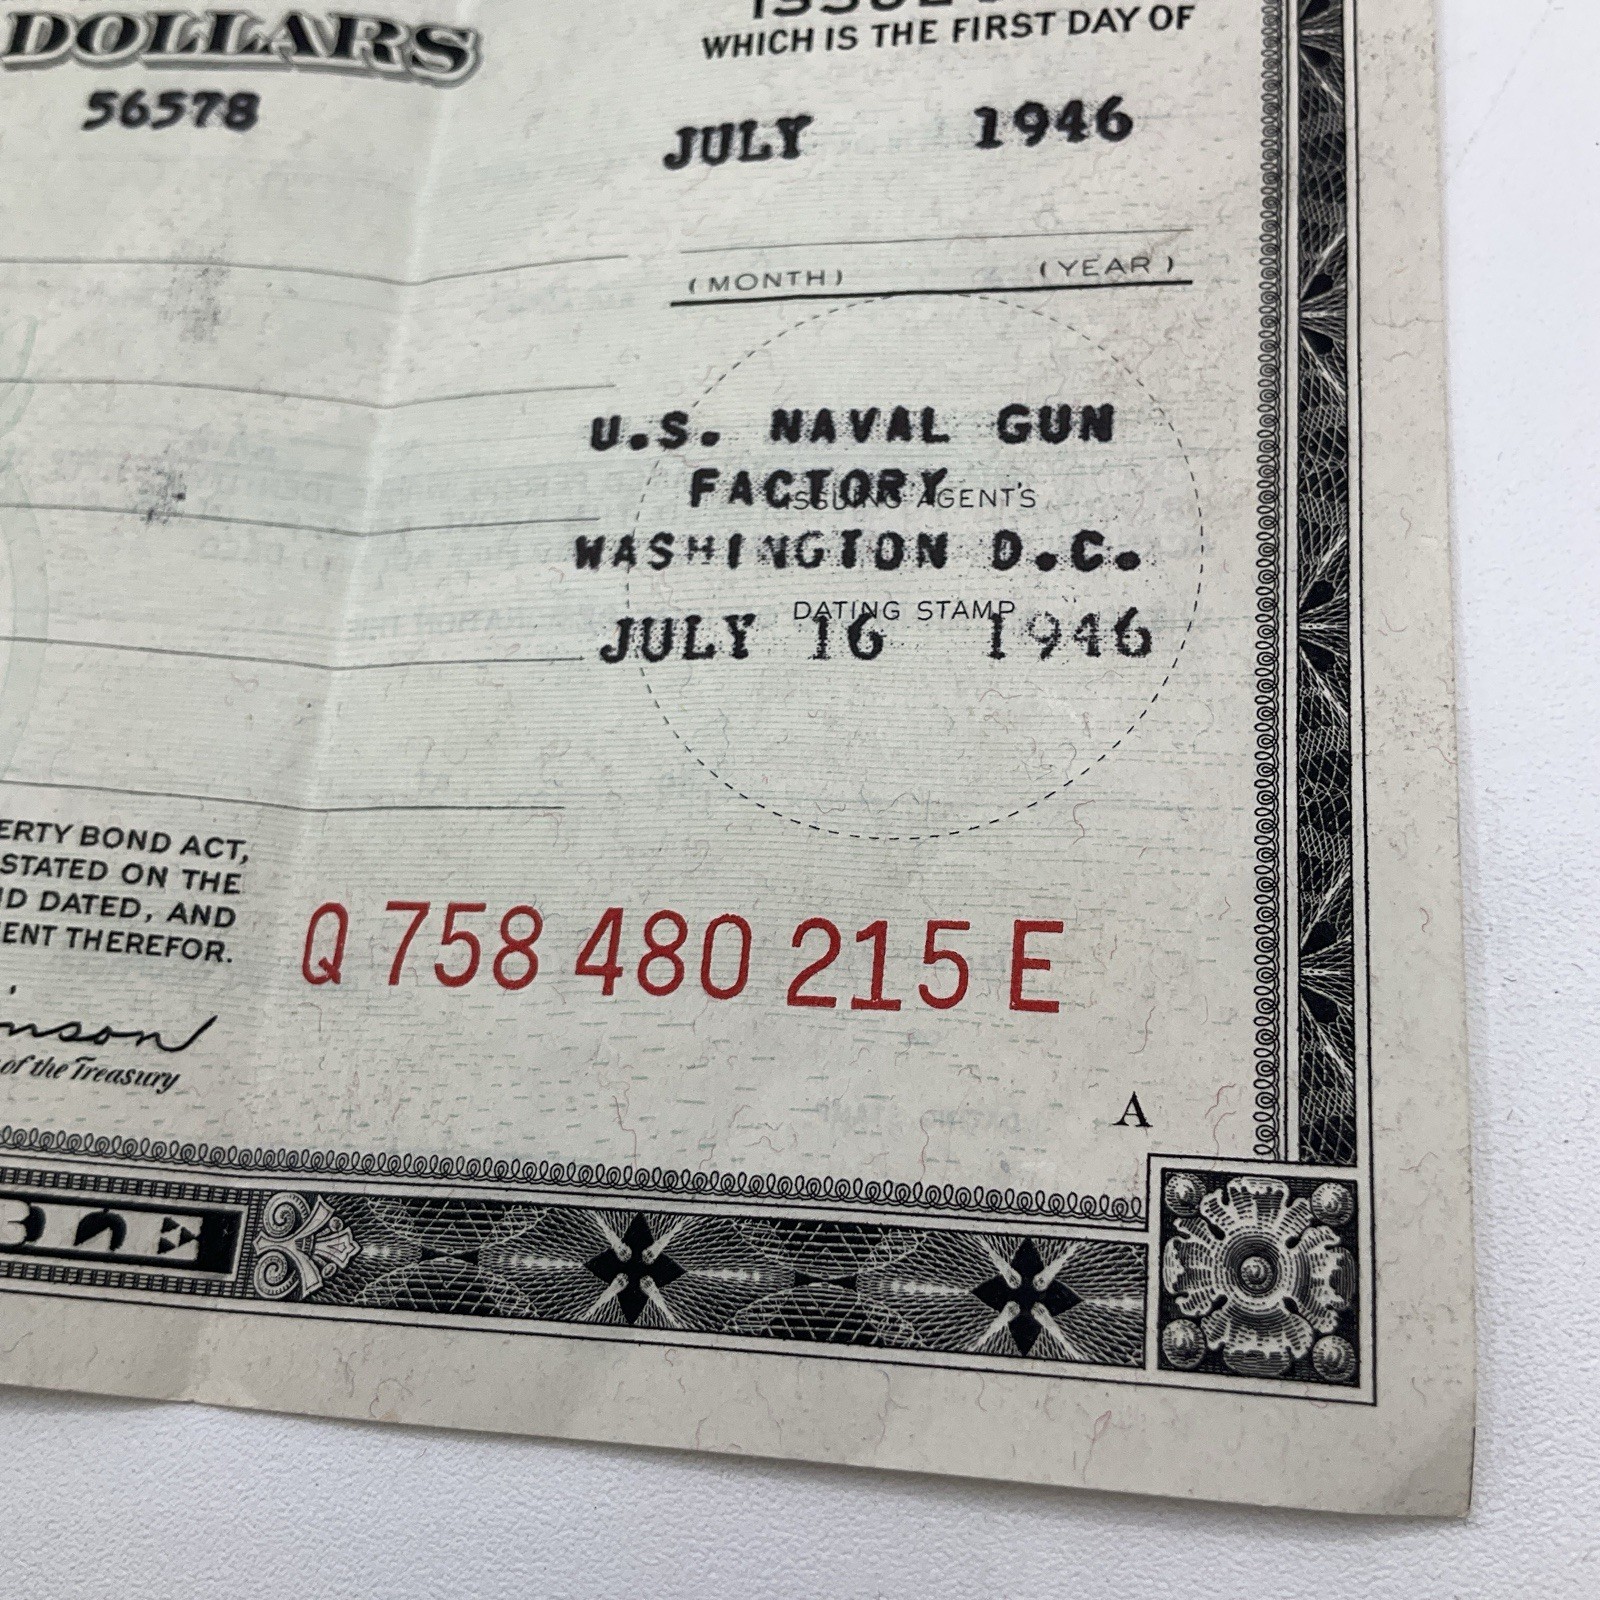 DOLLARS
WHICH IS THE FIRST DAY OF
56578
JULY 1946
(MONTH) (YEAR)
U.S. NAVAL GUN
FACTORY
ISSUING AGENT'S
WASHINGTON D.C.
DATING STAMP
JULY 16 1946
ERTY BOND ACT,
STATED ON THE
ND DATED, AND
ENT THEREFOR.
Q 758 480 215 E
nson
of the Treasury
A